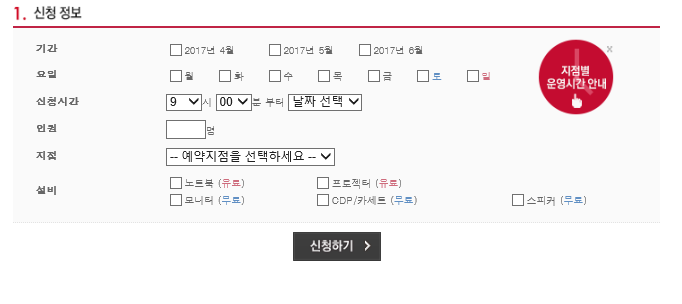 1. 신청 정보
기간 2017년 4월 2017년 5월 2017년 6월
요일 월 화 수 목 금 토 일
신청시간 9 시 00 분 부터 날짜 선택
인원 명
지점 -- 예약지점을 선택하세요 --
설비 노트북 (유료) 프로젝터 (유료)
모니터 (무료) CDP/카세트 (무료) 스피커 (무료)
지점별
운영시간 안내
x
신청하기 >